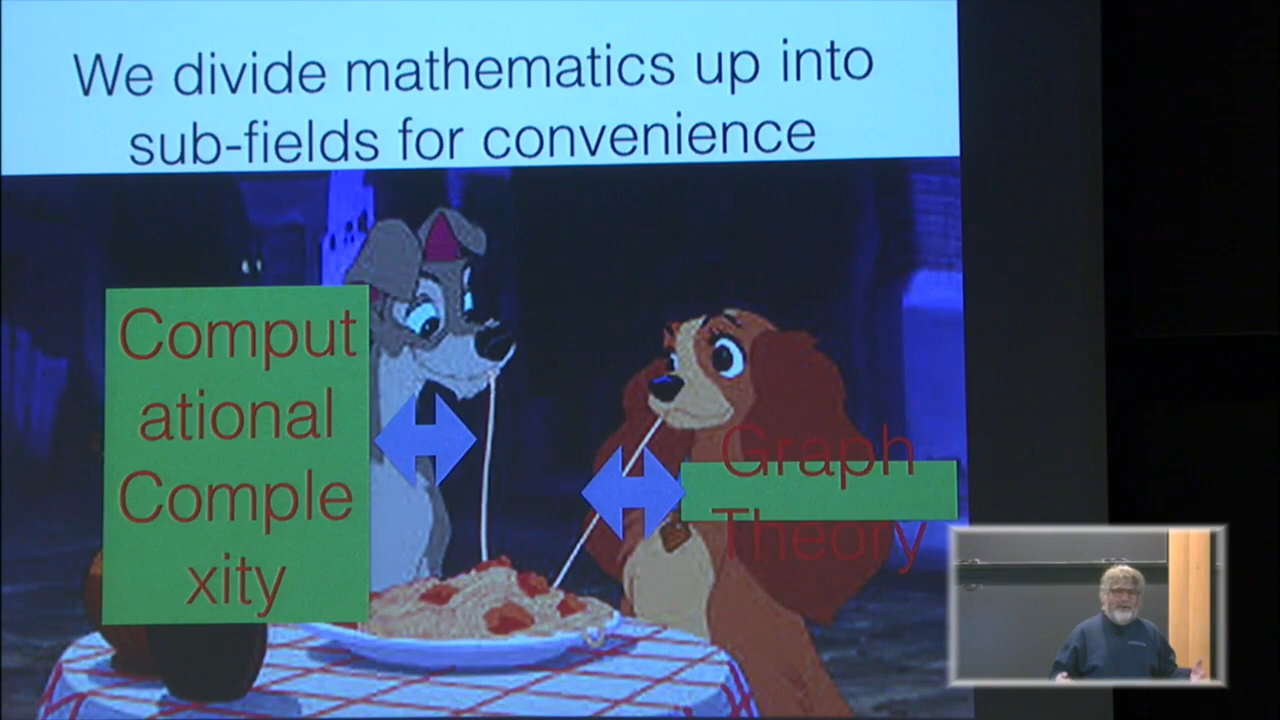 We divide mathematics up into
sub-fields for convenience
Comput
ational
Comple
xity
Graph
Theory